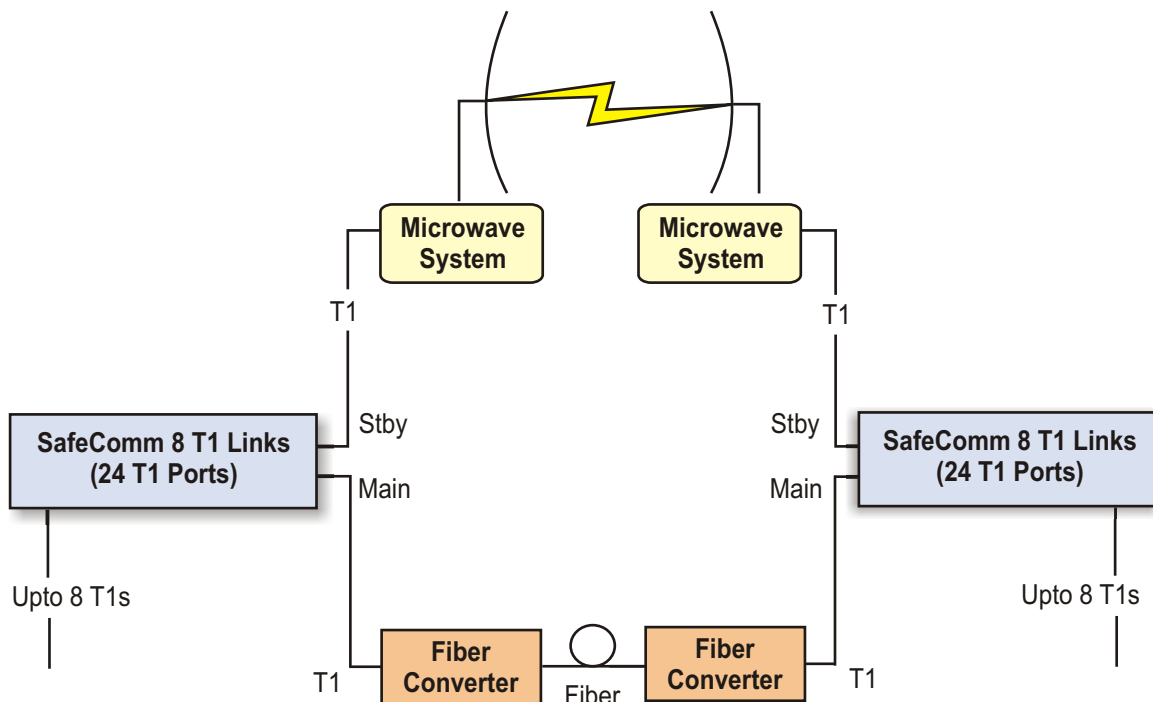 Microwave
System
Microwave
System
T1
T1
Stby
Stby
SafeComm 8 T1 Links
(24 T1 Ports)
SafeComm 8 T1 Links
(24 T1 Ports)
Main
Main
Upto 8 T1s
Upto 8 T1s
Fiber
Converter
Fiber
Converter
T1
Fiber
T1